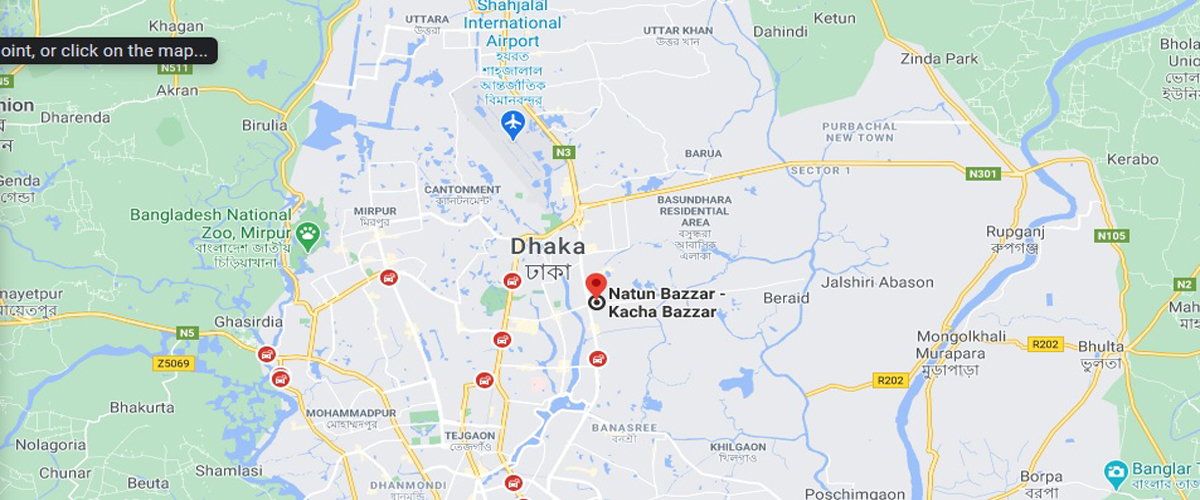 Shahjalal
International
Airport
হযরত
শাহজালাল
আন্তর্জাতিক
বিমানবন্দর
UTTARA
উত্তরা
UTTAR KHAN
উত্তর খান
Dahindi
Ketun
Khagan
oint, or click on the map...
N511
N5
Akran
Zinda Park
Dharenda
Birulia
N3
PURBACHAL
NEW TOWN
BARUA
SECTOR 1
N301
Kerabo
CANTONMENT
ক্যান্টনমেন্ট
BASUNDHARA
RESIDENTIAL
AREA
বসুন্ধরা
আবাসিক
এলাকা
MIRPUR
মিরপুর
Bangladesh National
Zoo, Mirpur
বাংলাদেশ জাতীয়
চিড়িয়াখানা
Dhaka
ঢাকা
Rupganj
রুপগঞ্জ
N105
Natun Bazzar -
Kacha Bazzar
Beraid
Jalshiri Abason
N2
Ghasirdia
N5
Z5069
Mongolkhali
Murapara
মুড়াপাড়া
R202
Bhulta
ভুলতা
R202
Bhakurta
MOHAMMADPUR
মোহাম্মদপুর
TEJGAON
তেজগাঁও
BANASREE
বনশ্রী
KHILGAON
খিলগাঁও
Nolagoria
Chunar
Beuta
Shamlasi
DHANMONDI
ধানমন্ডি
Poschimgaon
Borpa
বরপা
Banglar
বাংলার